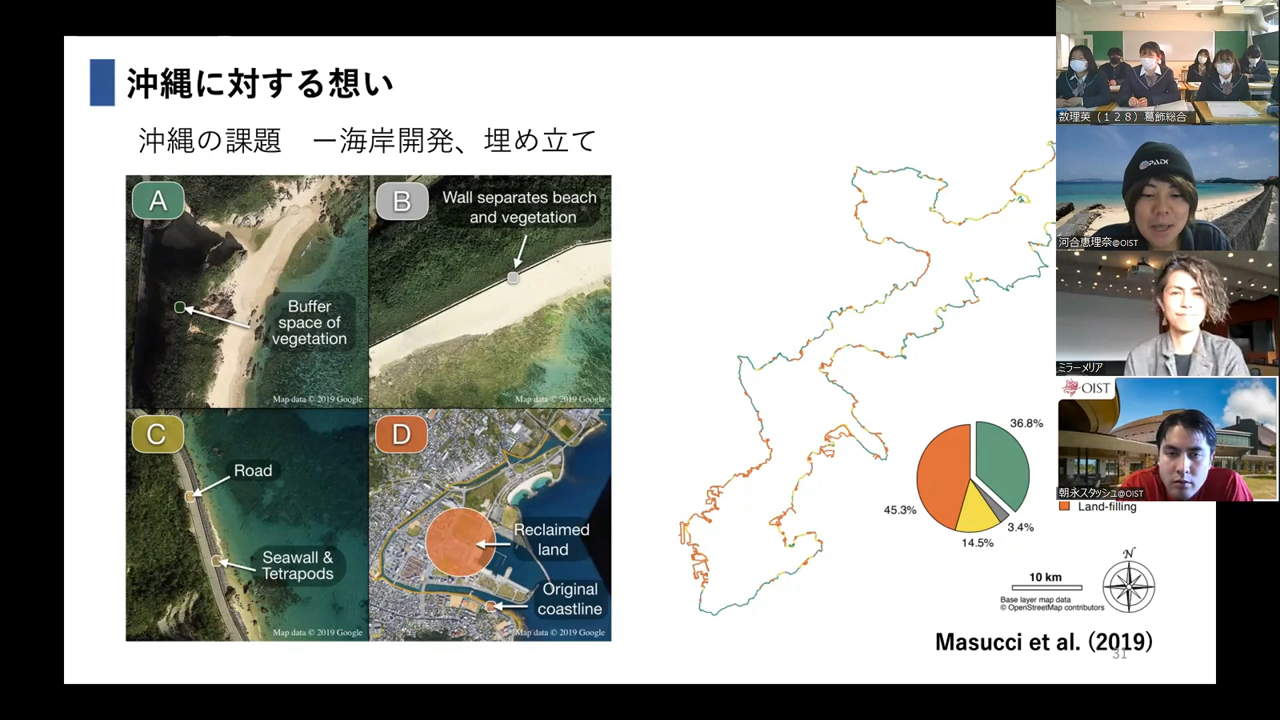 沖縄に対する想い
沖縄の課題　ー海岸開発、埋め立て
A
Buffer
space of
vegetation
Map data © 2019 Google
B
Wall separates beach
and vegetation
Map data © 2019 Google
C
Road
Seawall &
Tetrapods
Map data © 2019 Google
D
Reclaimed
land
Original
coastline
Map data © 2019 Google
36.8%
45.3%
3.4%
14.5%
Land-filling
10 km
N
Base layer map data
© OpenStreetMap contributors
Masucci et al. (2019)
31
数理英（１２８）葛飾総合
PADI
河合恵理奈@OIST
ミラーメリア
OIST
朝永スタッシュ@OIST